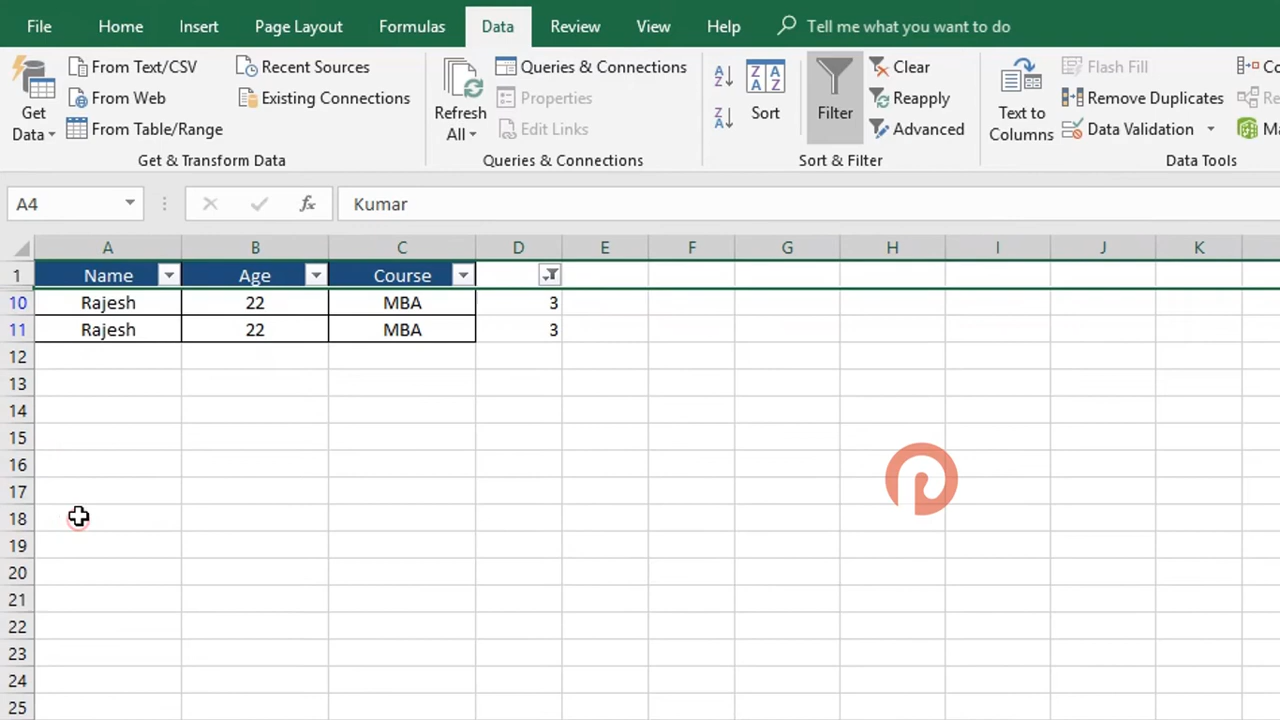 File Home Insert Page Layout Formulas Data Review View Help Tell me what you want to do
Get Data
From Text/CSV
From Web
From Table/Range
Recent Sources
Existing Connections
Get & Transform Data
Refresh All
Queries & Connections
Properties
Edit Links
Queries & Connections
A Z
Z A
Z A A Z
Sort
Filter
Clear
Reapply
Advanced
Sort & Filter
Text to Columns
Flash Fill
Remove Duplicates
Data Validation
Data Tools
A4 fx Kumar
A B C D E F G H I J K
1 Name Age Course
10 Rajesh 22 MBA 3
11 Rajesh 22 MBA 3
12
13
14
15
16
17
18
19
20
21
22
23
24
25